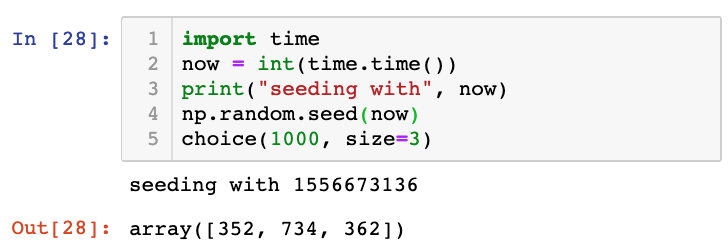 In [28]: 1 import time
2 now = int(time.time())
3 print("seeding with", now)
4 np.random.seed(now)
5 choice(1000, size=3)
seeding with 1556673136
Out[28]: array([352, 734, 362])